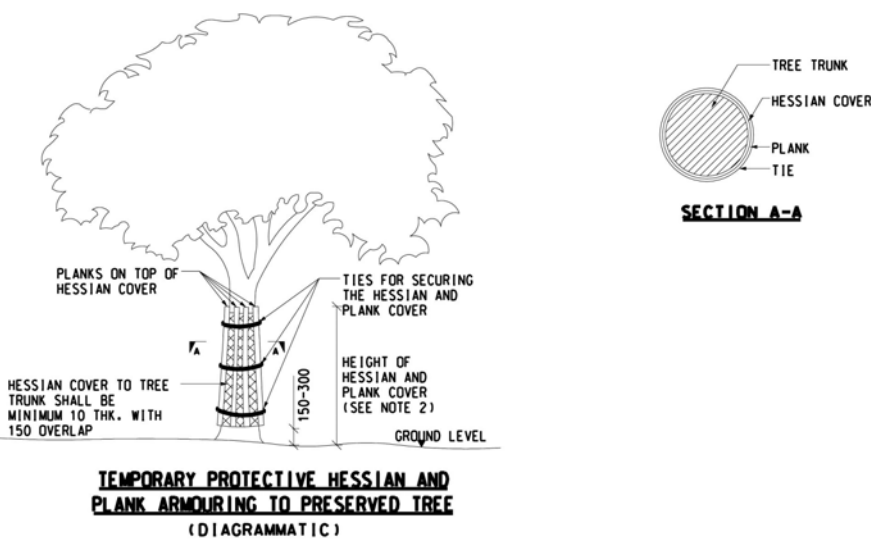 TREE TRUNK
HESSIAN COVER
PLANK
TIE
SECTION A-A
PLANKS ON TOP OF
HESSIAN COVER
TIES FOR SECURING
THE HESSIAN AND
PLANK COVER
A
A
HESSIAN COVER TO TREE
TRUNK SHALL BE
MINIMUM 10 THK. WITH
150 OVERLAP
150-300
HEIGHT OF
HESSIAN AND
PLANK COVER
(SEE NOTE 2)
GROUND LEVEL
TEMPORARY PROTECTIVE HESSIAN AND
PLANK ARMOURING TO PRESERVED TREE
(DIAGRAMMATIC)